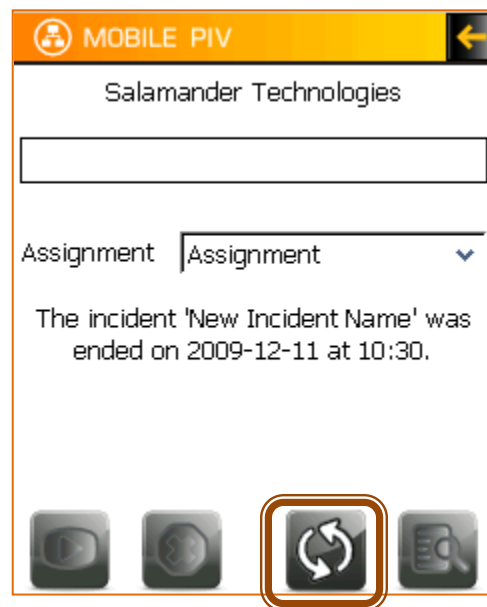 MOBILE PIV
Salamander Technologies
Assignment Assignment
The incident 'New Incident Name' was
ended on 2009-12-11 at 10:30.